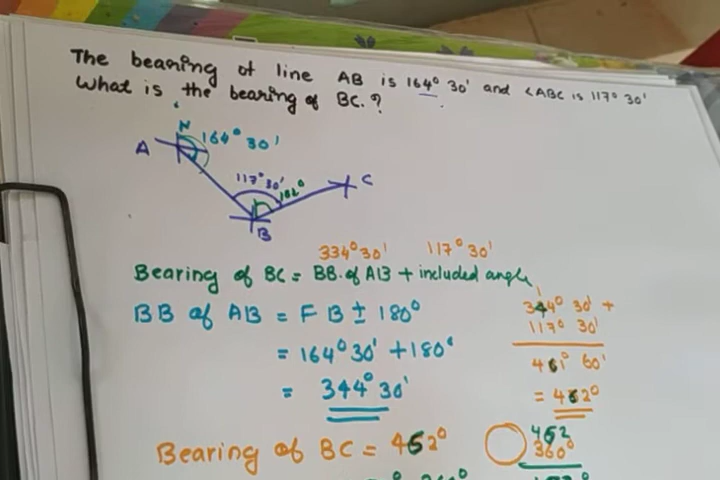 The bearing of line AB is 164° 30' and <ABC is 117° 30'
What is the bearing of BC.?
N
164° 30'
A
117° 30'
102°
C
B
334° 30' 117° 30'
Bearing of BC = BB. of AB + included angle
BB of AB = FB ± 180°
= 164° 30' + 180°
= 344° 30'
1
344° 30' +
117° 30'
461° 60'
= 462°
Bearing of BC = 462°
462
360°